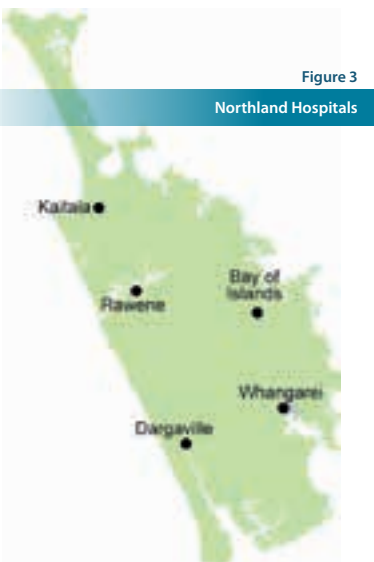 Figure 3
Northland Hospitals
Kaitaia
Bay of
Islands
Rawene
Whangarei
Dargaville